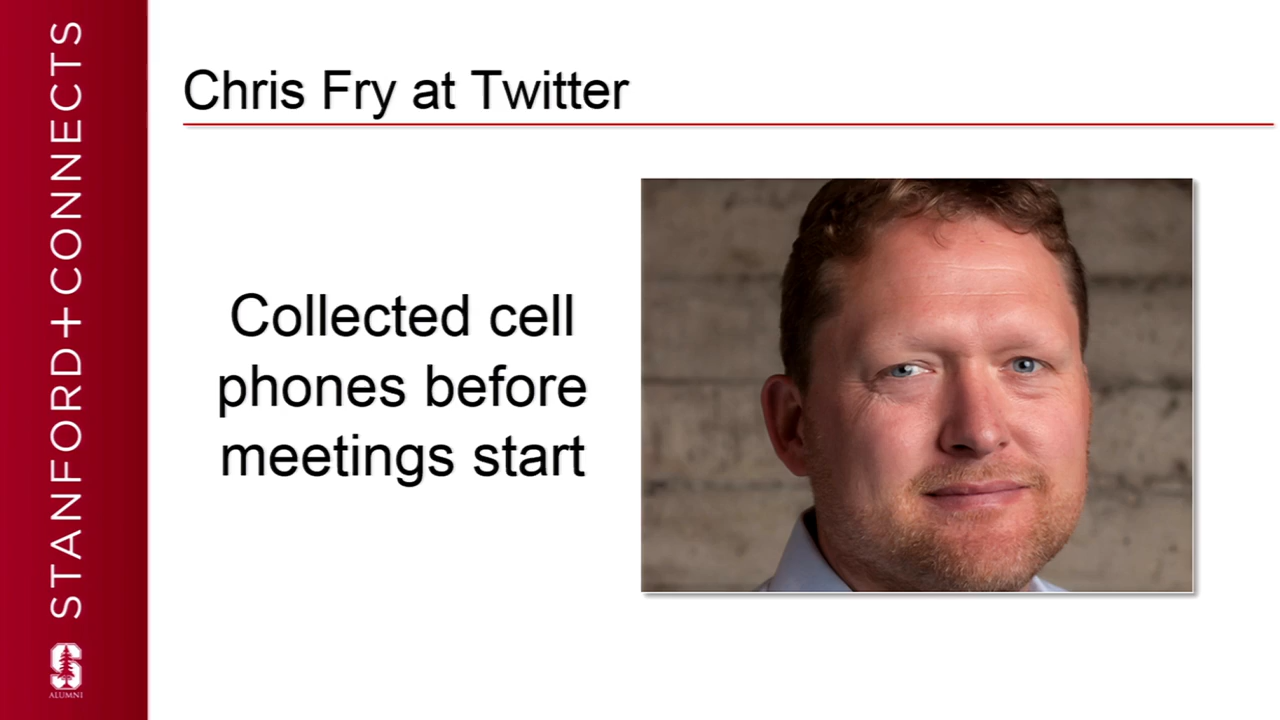 STANFORD+CONNECTS
S
ALUMNI
Chris Fry at Twitter
Collected cell
phones before
meetings start